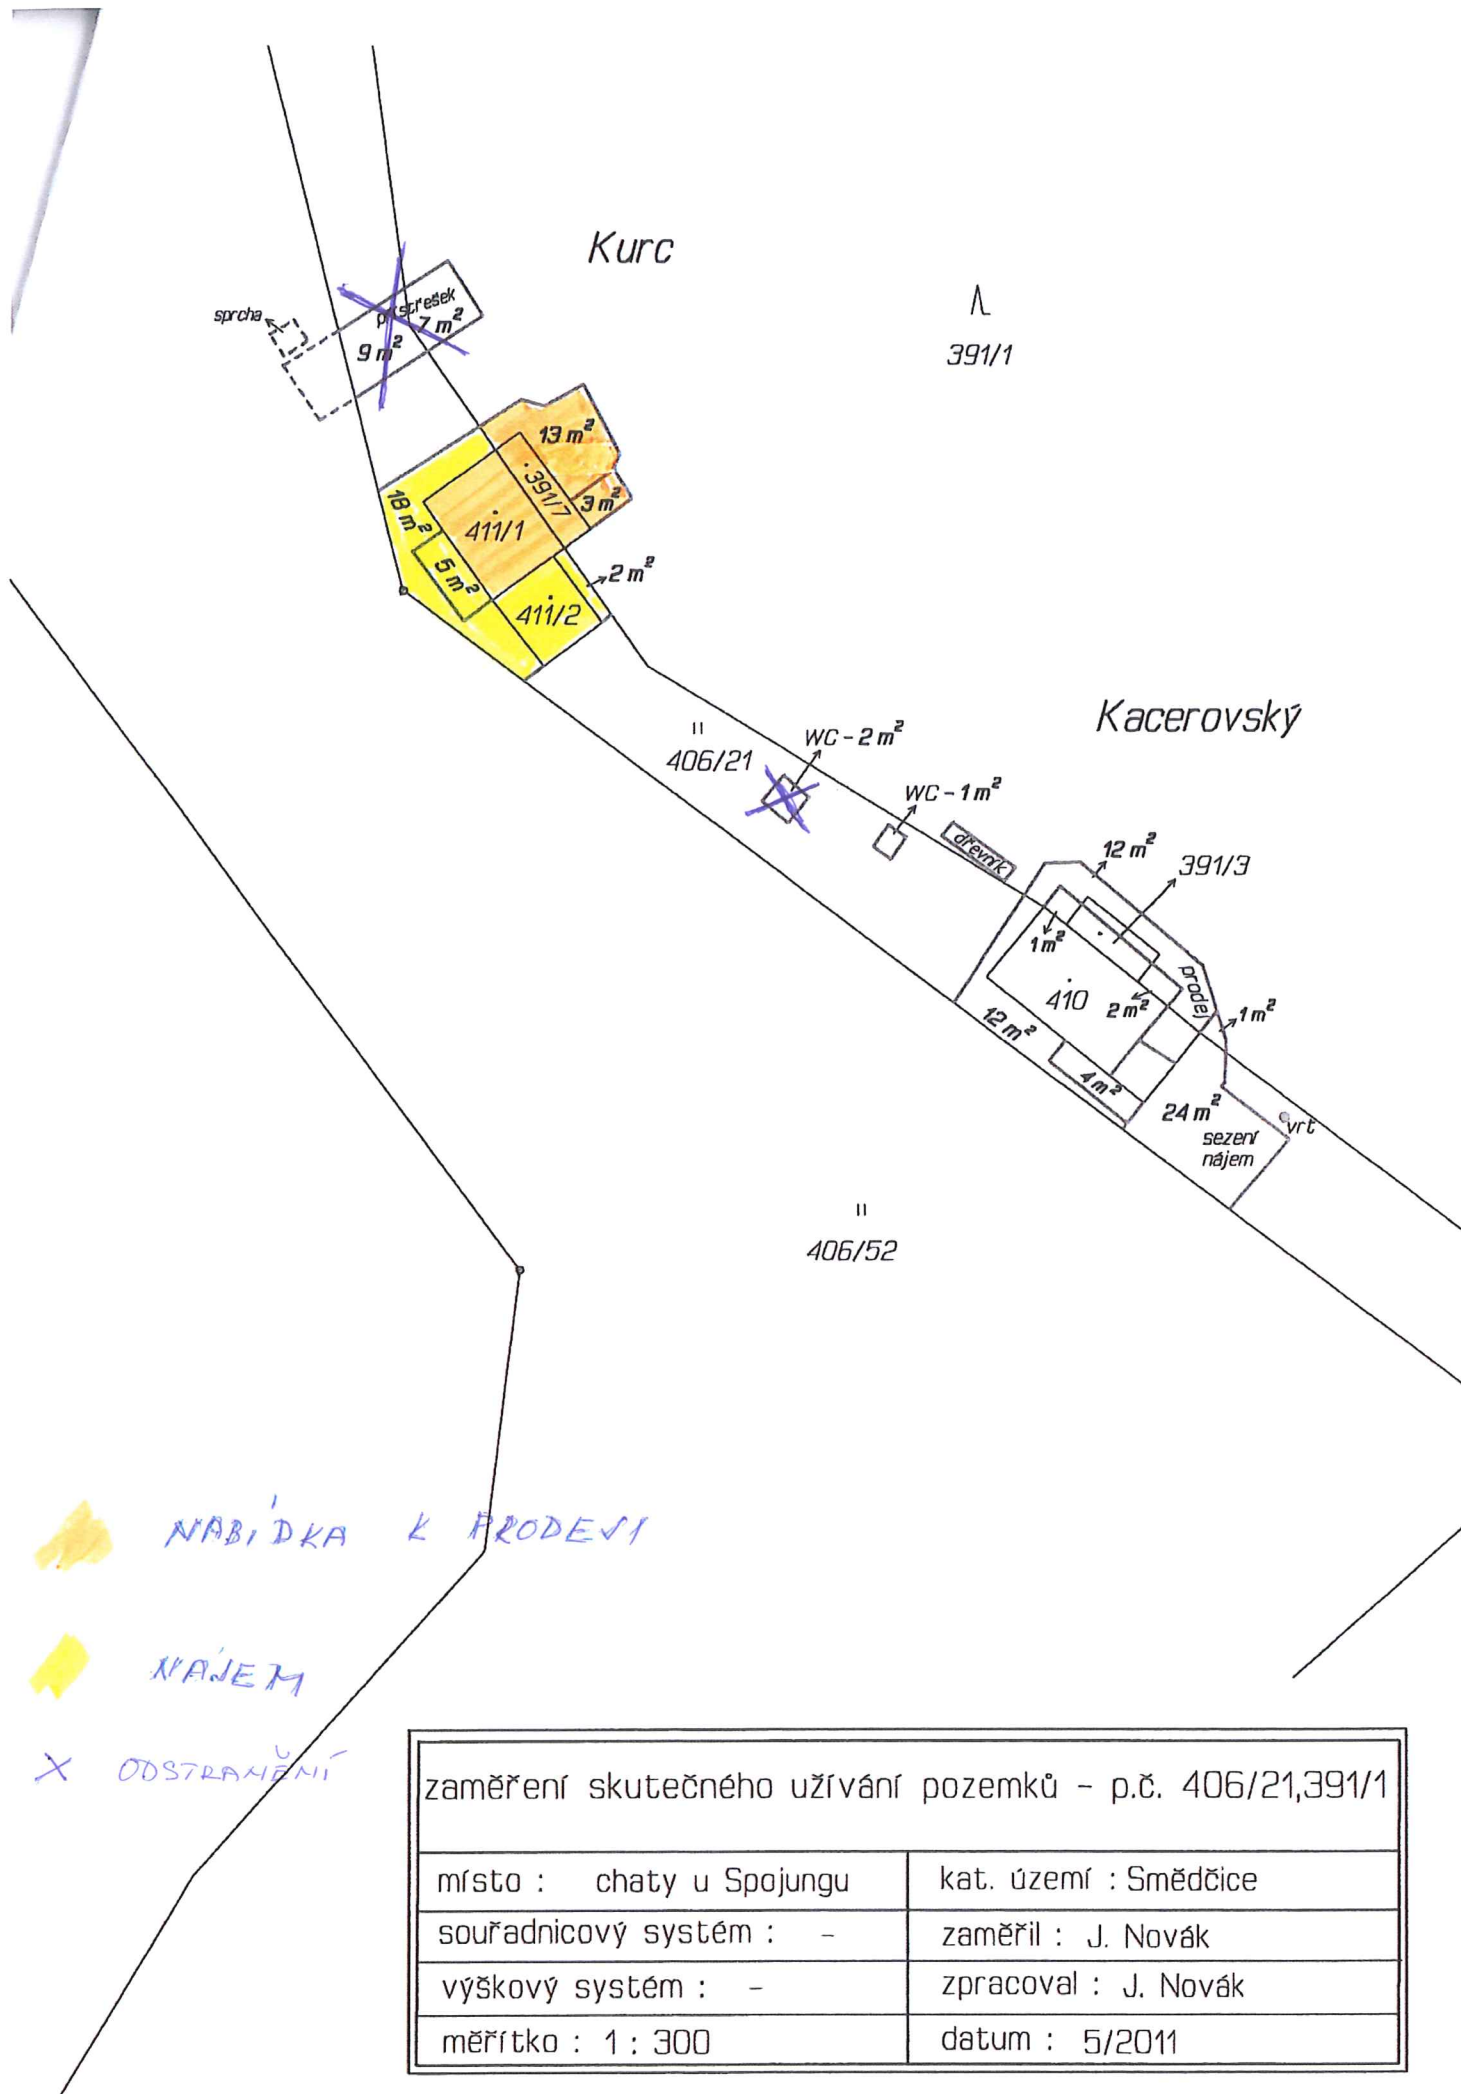 Kurc
sprcha
přístřešek
7 m²
9 m²
391/1
13 m²
391/7
3 m²
18 m²
411/1
5 m²
2 m²
411/2
Kacerovský
406/21
WC - 2 m²
WC - 1 m²
dřevník
12 m²
391/3
1 m²
prodej
410
2 m²
1 m²
12 m²
4 m²
24 m²
sezení
nájem
vrt
406/52
NABÍDKA K PRODEJI
NÁJEM
X ODSTRANĚNÍ
zaměření skutečného užívání pozemků - p.č. 406/21,391/1
místo : chaty u Spojungu
kat. území : Smědčice
souřadnicový systém : -
zaměřil : J. Novák
výškový systém : -
zpracoval : J. Novák
měřítko : 1 : 300
datum : 5/2011